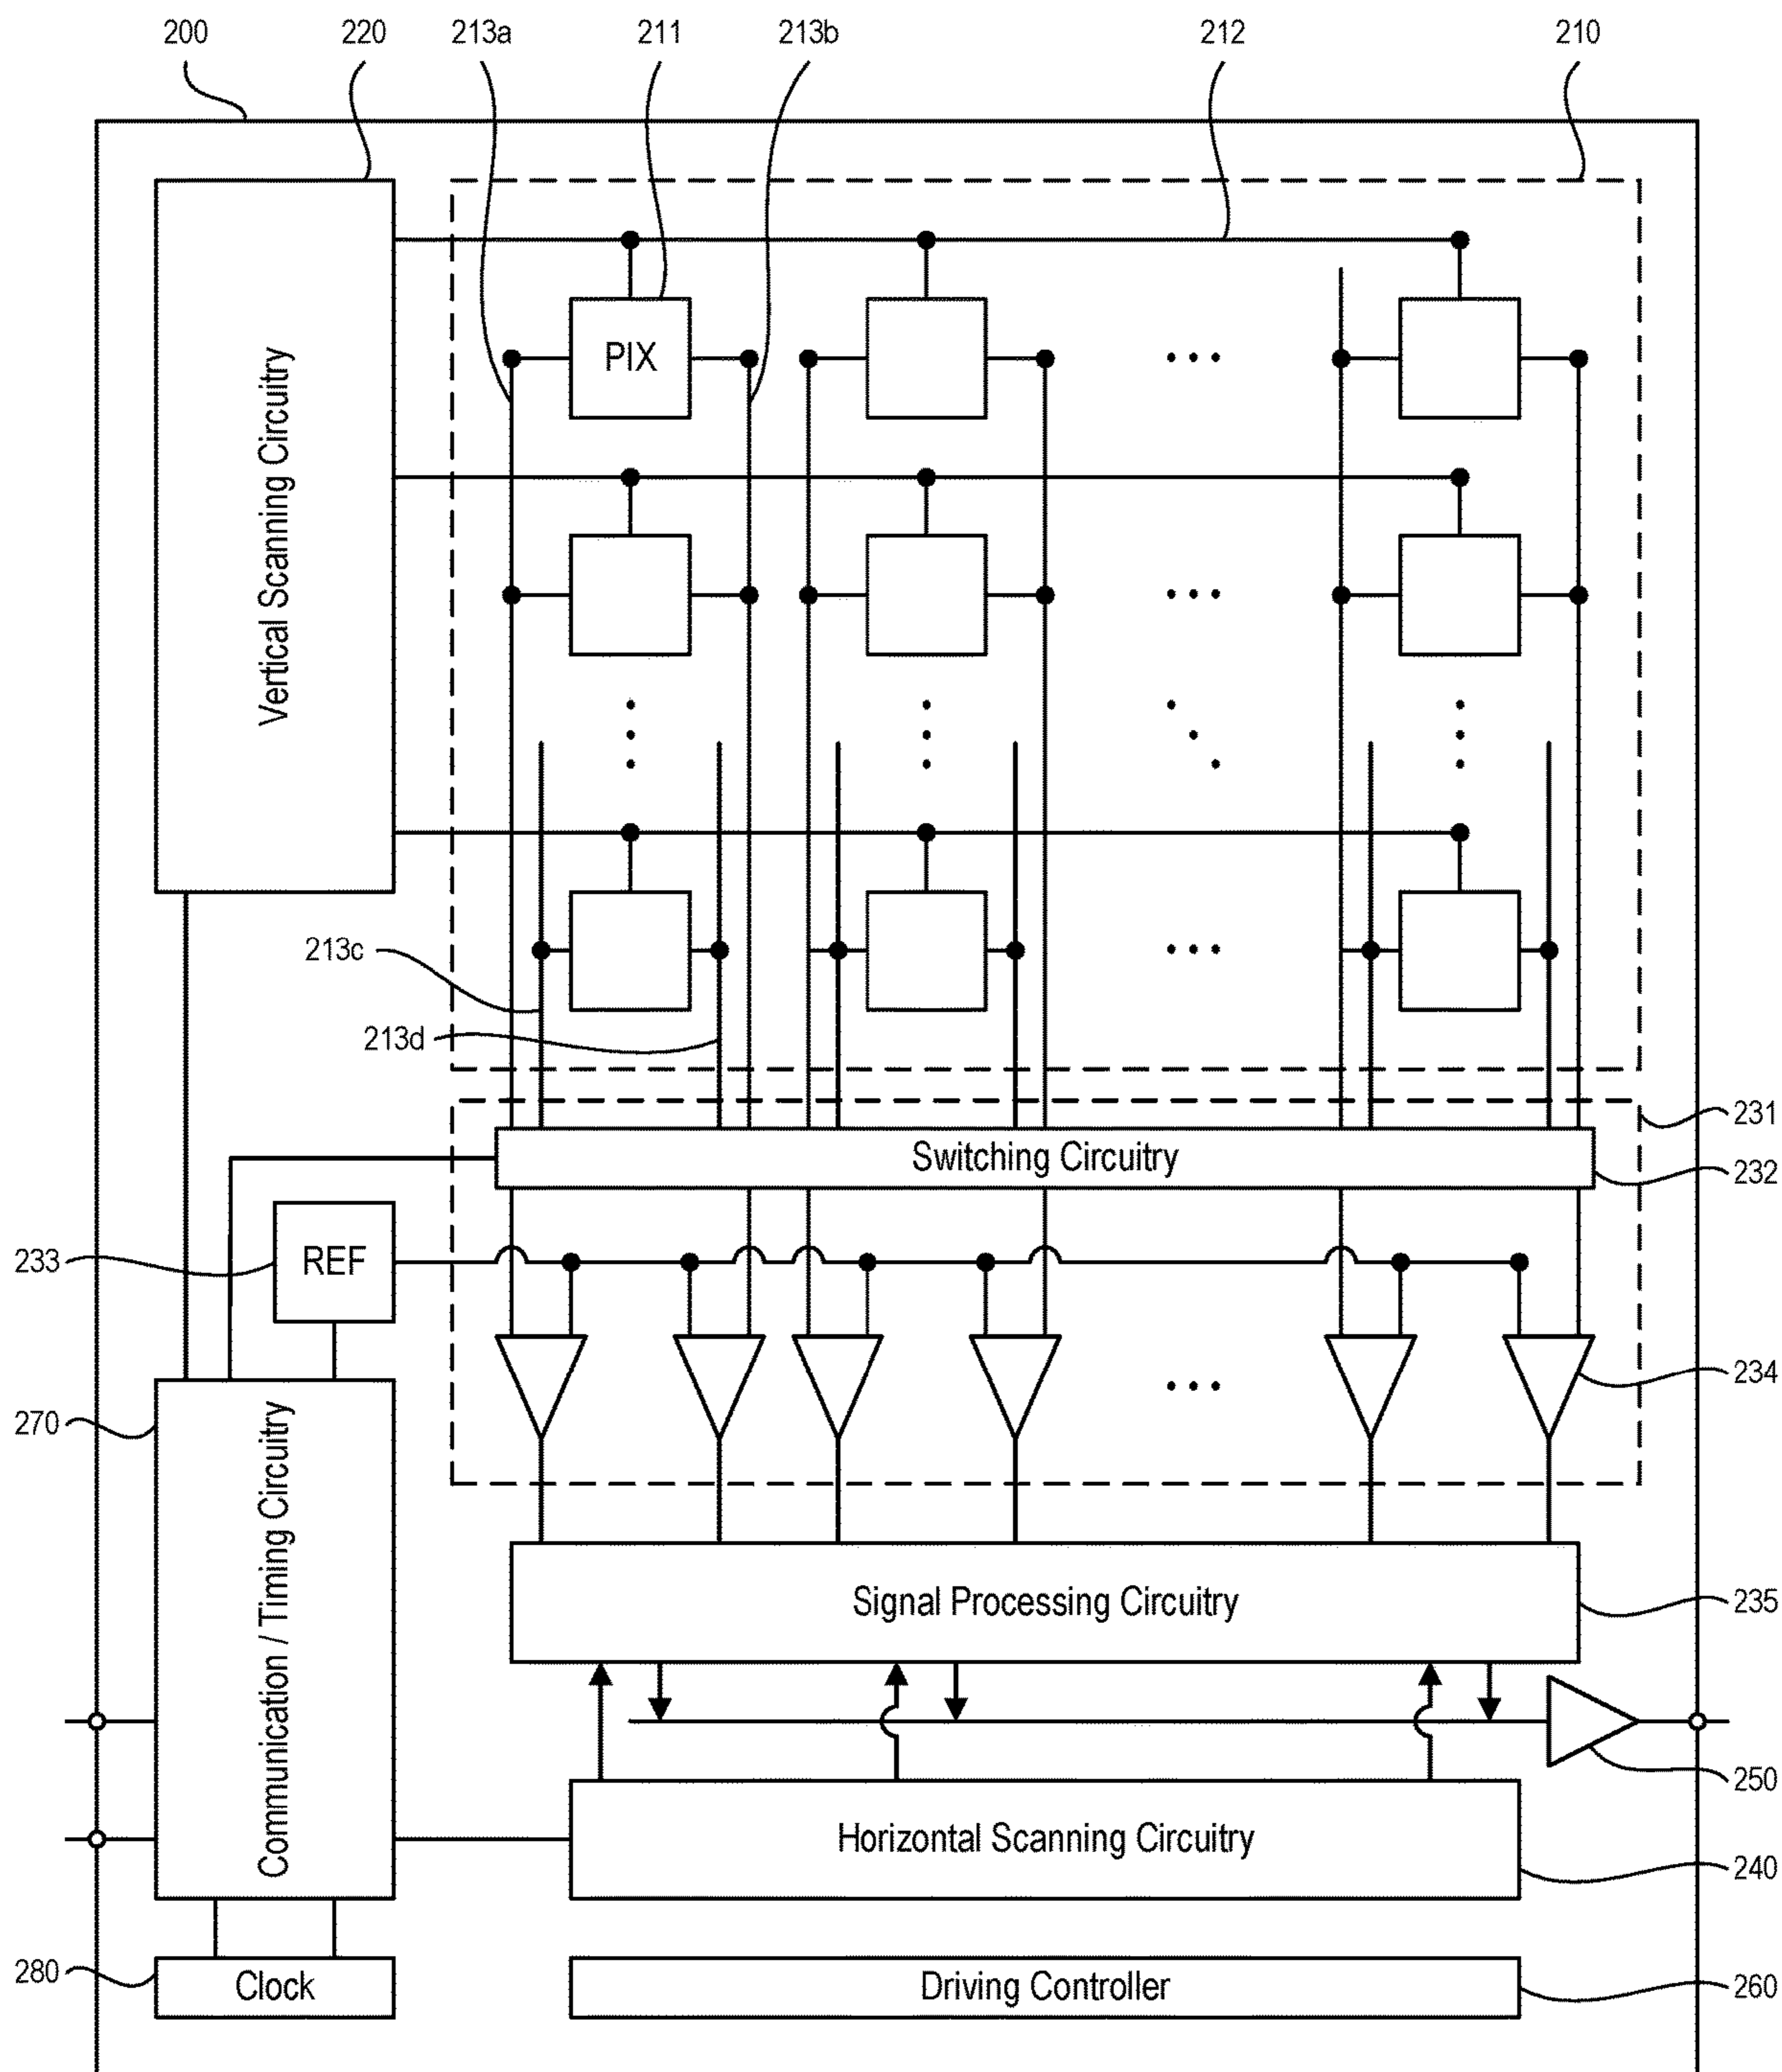 200 220 213a 211 213b 212 210
PIX
Vertical Scanning Circuitry
213c
213d
231
Switching Circuitry
232
233
REF
234
270
Communication / Timing Circuitry
Signal Processing Circuitry
235
250
Horizontal Scanning Circuitry
240
280
Clock
Driving Controller
260